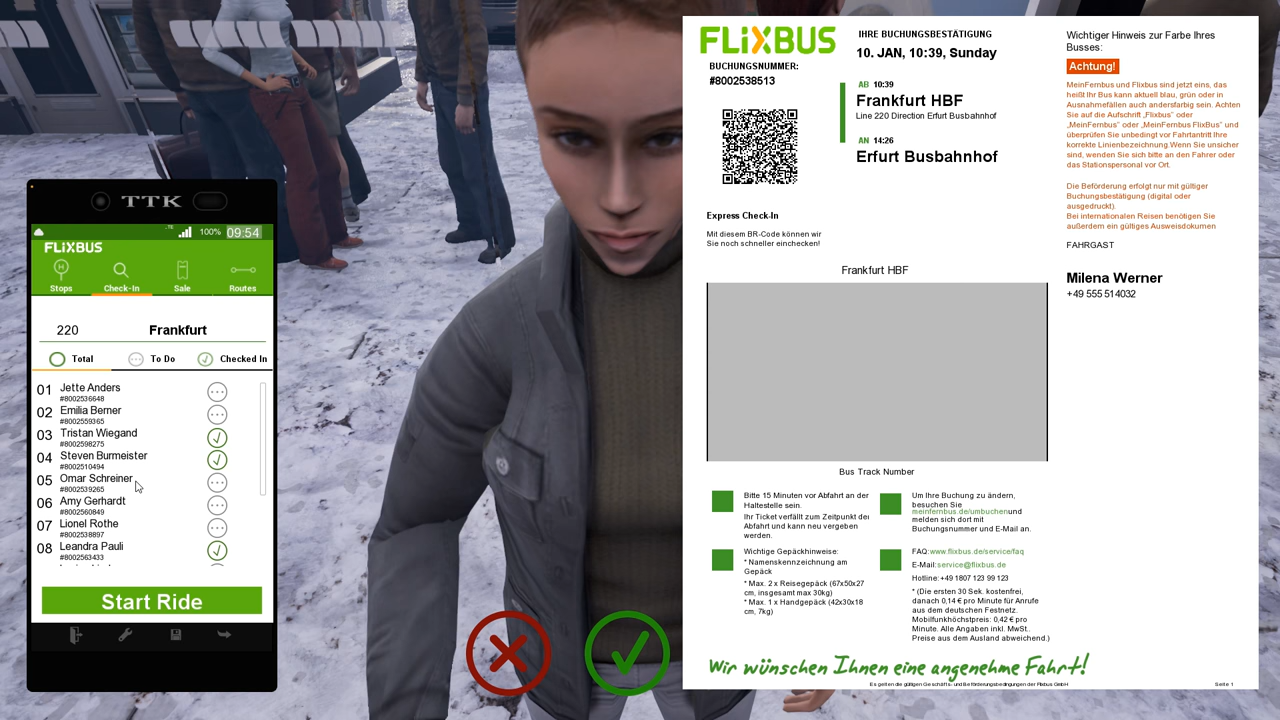 TTK
TE
100%
09:54
FLiXBUS
Stops
Check-In
Sale
Routes
220
Frankfurt
Total
To Do
Checked In
01
Jette Anders
#8002536648
02
Emilia Berner
#8002559365
03
Tristan Wiegand
#8002598275
04
Steven Burmeister
#8002510494
05
Omar Schreiner
#8002539265
06
Amy Gerhardt
#8002560849
07
Lionel Rothe
#8002538897
08
Leandra Pauli
#8002563433
Start Ride
FLiXBUS
BUCHUNGSNUMMER:
#8002538513
IHRE BUCHUNGSBESTÄTIGUNG
10. JAN, 10:39, Sunday
AB 10:39
Frankfurt HBF
Line 220 Direction Erfurt Busbahnhof
AN 14:26
Erfurt Busbahnhof
Express Check-In
Mit diesem BR-Code können wir
Sie noch schneller einchecken!
Frankfurt HBF
Bus Track Number
Bitte 15 Minuten vor Abfahrt an der
Haltestelle sein.
Ihr Ticket verfällt zum Zeitpunkt der
Abfahrt und kann neu vergeben
werden.
Wichtige Gepäckhinweise:
* Namenskennzeichnung am
Gepäck
* Max. 2 x Reisegepäck (67x50x27
cm, insgesamt max 30kg)
* Max. 1 x Handgepäck (42x30x18
cm, 7kg)
Um Ihre Buchung zu ändern,
besuchen Sie
meinfernbus.de/umbuchenund
melden sich dort mit
Buchungsnummer und E-Mail an.
FAQ:www.flixbus.de/service/faq
E-Mail:service@flixbus.de
Hotline:+49 1807 123 99 123
* (Die ersten 30 Sek. kostenfrei,
danach 0,14 € pro Minute für Anrufe
aus dem deutschen Festnetz.
Mobilfunkhöchstpreis: 0,42 € pro
Minute. Alle Angaben inkl. MwSt..
Preise aus dem Ausland abweichend.)
Wir wünschen Ihnen eine angenehme Fahrt!
Es gelten die gültigen Geschäfts- und Beförderungsbedingungen der Flixbus GmbH
Seite 1
Wichtiger Hinweis zur Farbe Ihres
Busses:
Achtung!
MeinFernbus und Flixbus sind jetzt eins, das
heißt Ihr Bus kann aktuell blau, grün oder in
Ausnahmefällen auch andersfarbig sein. Achten
Sie auf die Aufschrift „Flixbus“ oder
„MeinFernbus“ oder „MeinFernbus FlixBus“ und
überprüfen Sie unbedingt vor Fahrtantritt Ihre
korrekte Linienbezeichnung.Wenn Sie unsicher
sind, wenden Sie sich bitte an den Fahrer oder
das Stationspersonal vor Ort.
Die Beförderung erfolgt nur mit gültiger
Buchungsbestätigung (digital oder
ausgedruckt).
Bei internationalen Reisen benötigen Sie
außerdem ein gültiges Ausweisdokumen
FAHRGAST
Milena Werner
+49 555 514032